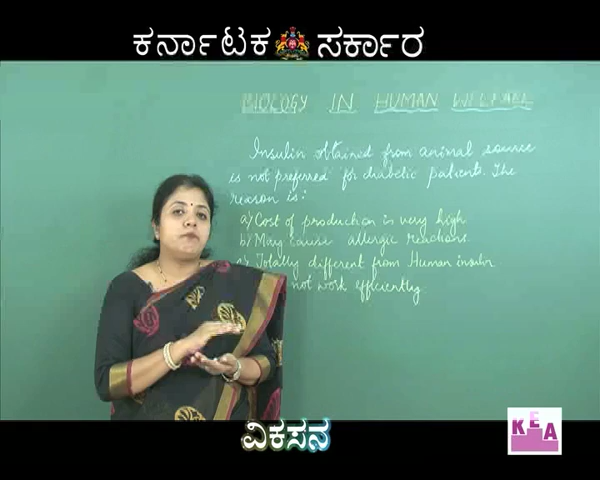 ಕರ್ನಾಟಕ ಸರ್ಕಾರ
BIOLOGY IN HUMAN WELFARE
Insulin obtained from animal source
is not preferred for diabetic patients. The
reason is:
a) Cost of production is very high
b) May cause allergic reactions
Totally different from Human insulin
not work efficiently
ವಿಕಸನ
KEA